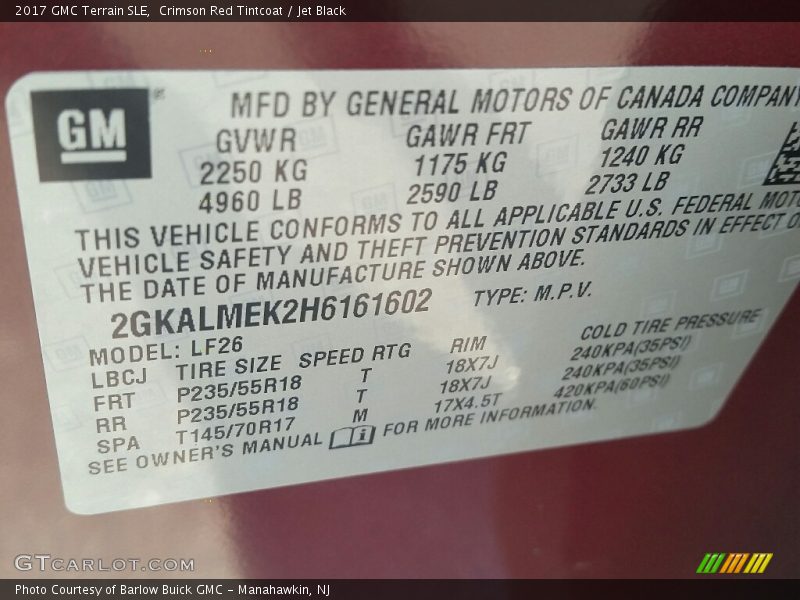 2017 GMC Terrain SLE, Crimson Red Tintcoat / Jet Black
GM
MFD BY GENERAL MOTORS OF CANADA COMPANY
GVWR GAWR FRT GAWR RR
2250 KG 1175 KG 1240 KG
4960 LB 2590 LB 2733 LB
THIS VEHICLE CONFORMS TO ALL APPLICABLE U.S. FEDERAL MOT
VEHICLE SAFETY AND THEFT PREVENTION STANDARDS IN EFFECT O
THE DATE OF MANUFACTURE SHOWN ABOVE.
2GKALMEK2H6161602 TYPE: M.P.V.
MODEL: LF26
LBCJ TIRE SIZE SPEED RTG RIM COLD TIRE PRESSURE
FRT P235/55R18 T 18X7J 240KPA(35PSI)
RR P235/55R18 T 18X7J 240KPA(35PSI)
SPA T145/70R17 M 17X4.5T 420KPA(60PSI)
SEE OWNER'S MANUAL FOR MORE INFORMATION.
GTCARLOT.COM
Photo Courtesy of Barlow Buick GMC - Manahawkin, NJ